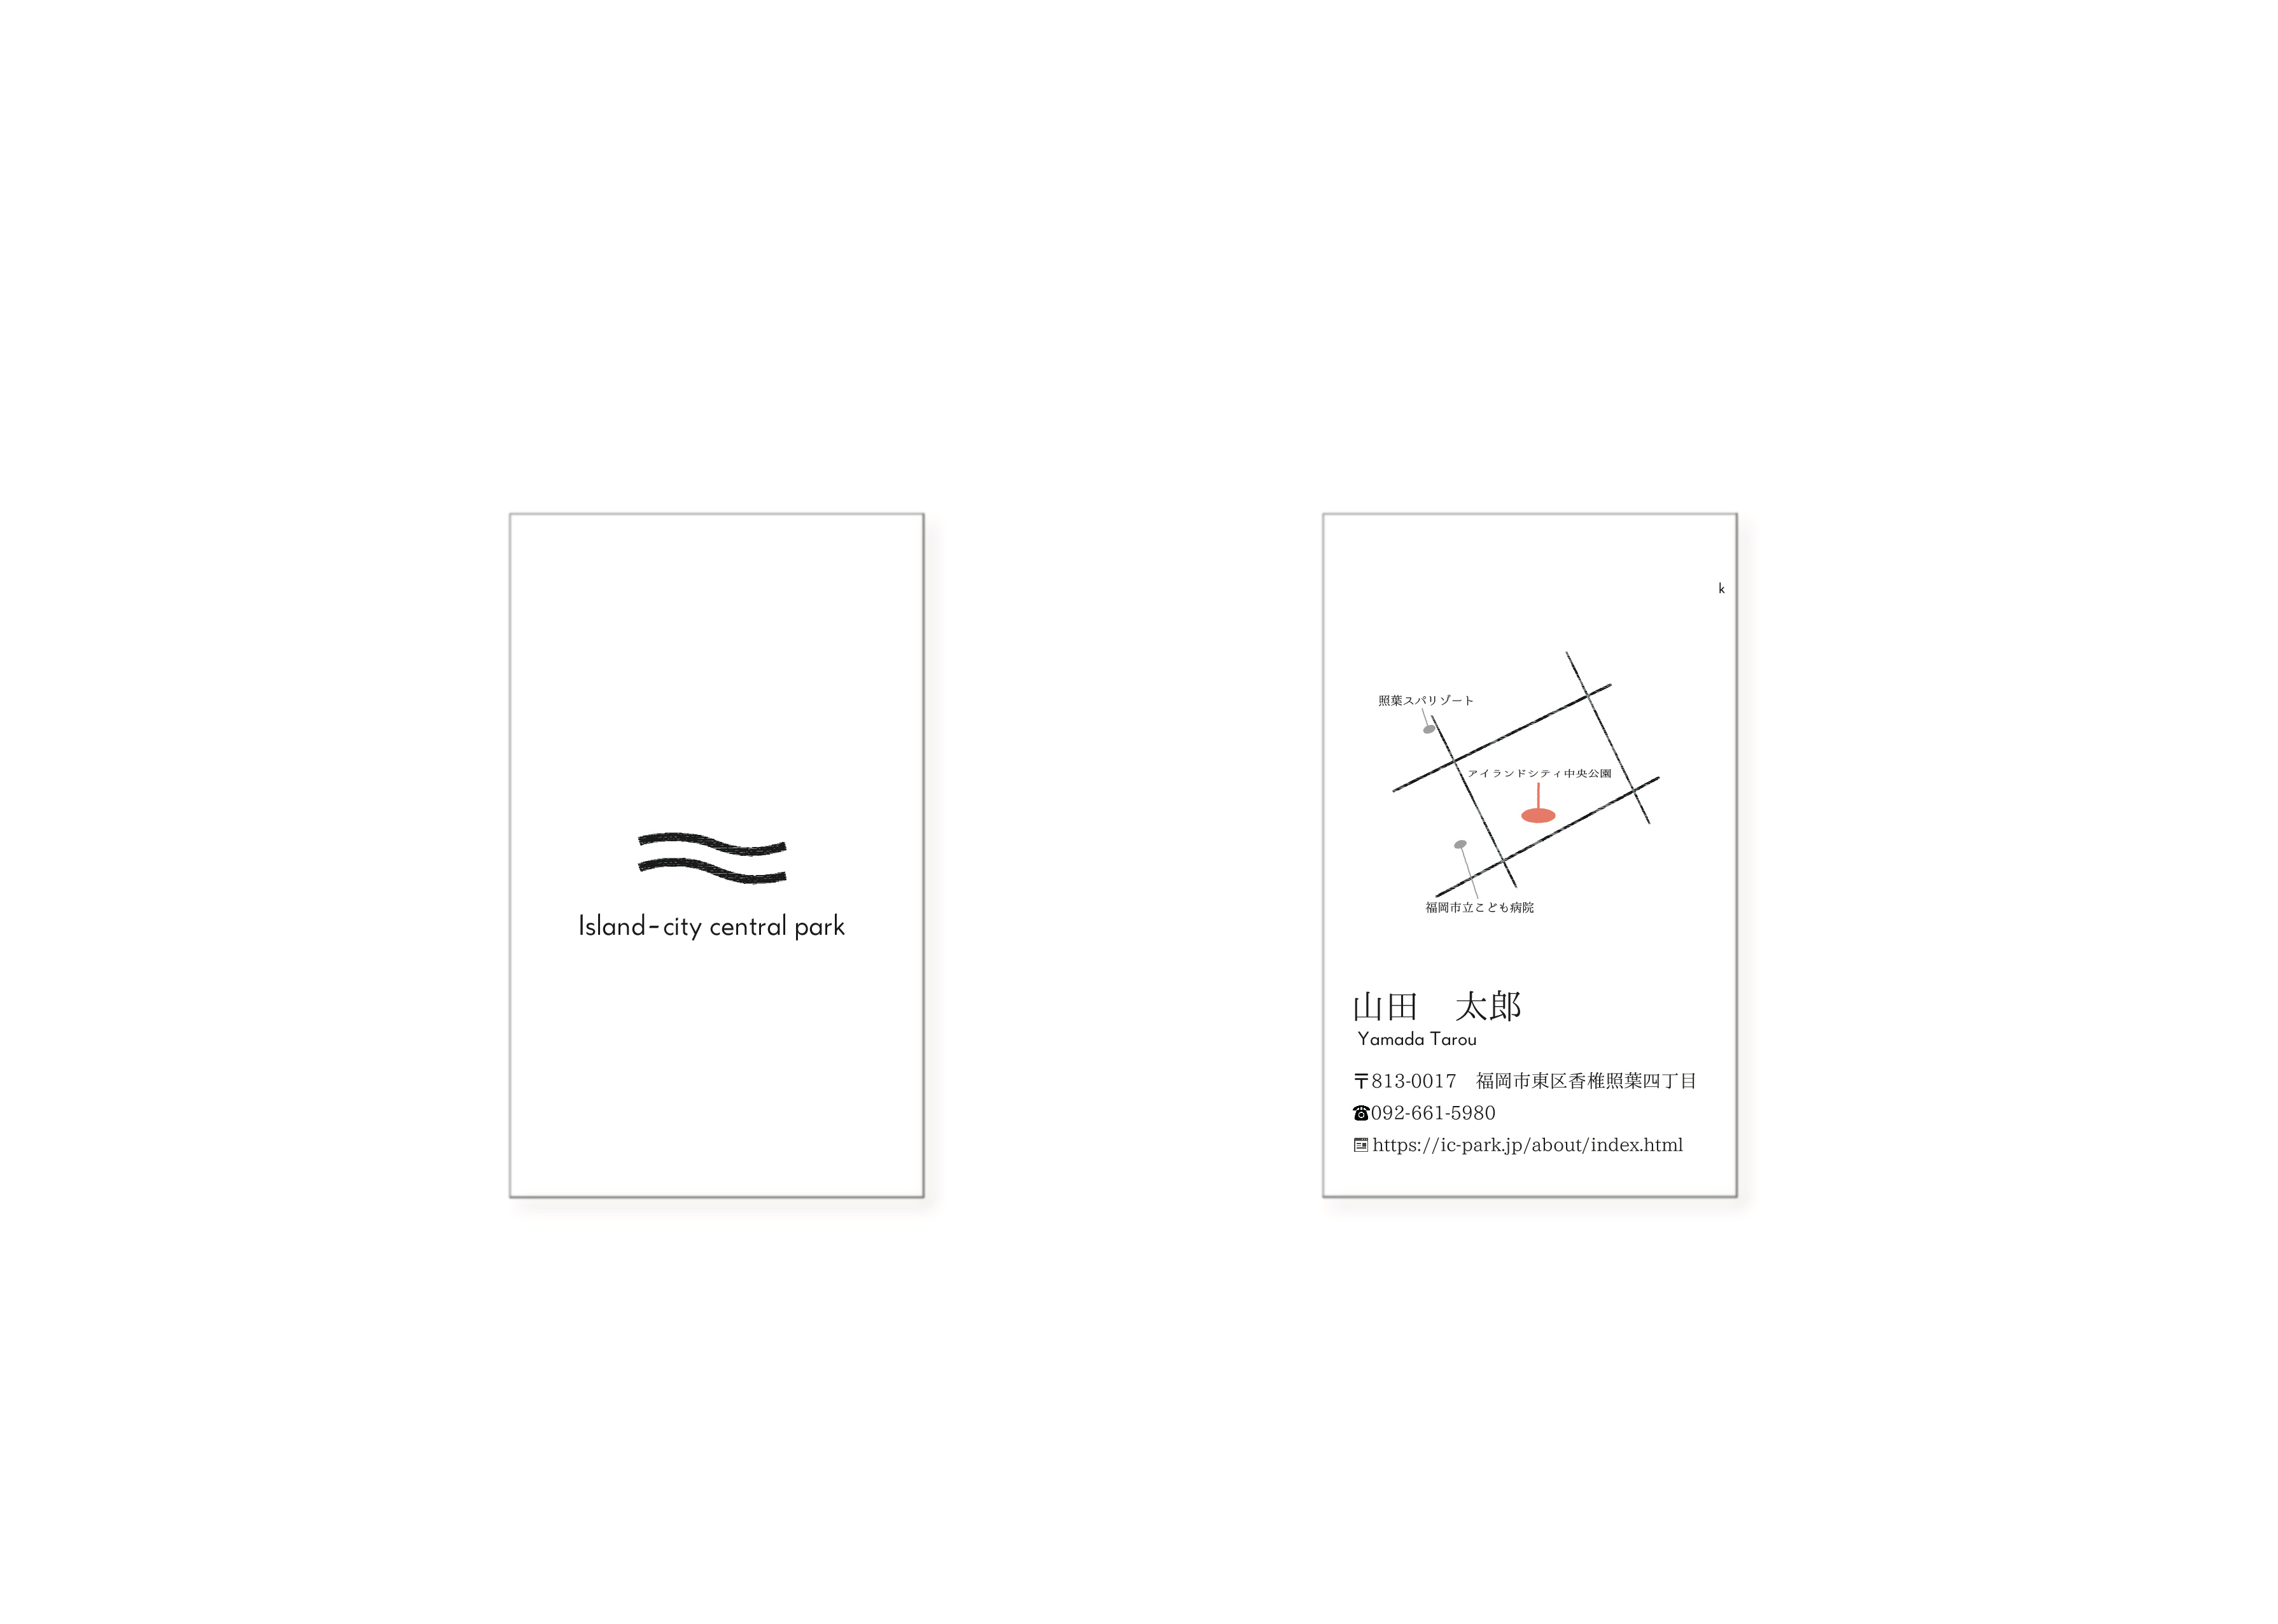 Island-city central park
k
照葉スパリゾート
アイランドシティ中央公園
福岡市立こども病院
山田　太郎
Yamada Tarou
〒813-0017　福岡市東区香椎照葉四丁目
☎092-661-5980
https://ic-park.jp/about/index.html